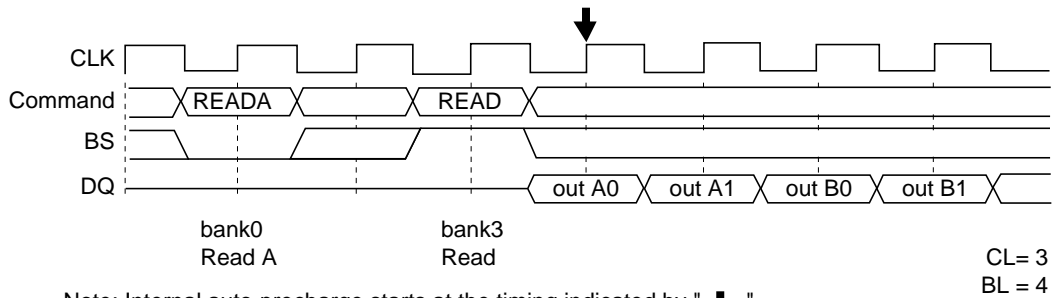 CLK
Command READA READ
BS
DQ out A0 out A1 out B0 out B1
bank0 bank3
Read A Read
CL= 3
BL = 4
Note: Internal auto-precharge starts at the timing indicated by " ".